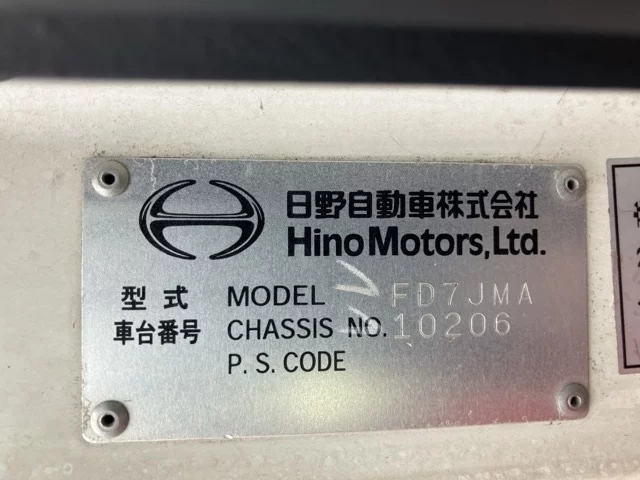 日野自動車株式会社
Hino Motors, Ltd.
型式 MODEL FD7JMA
車台番号 CHASSIS NO. 10206
P.S. CODE